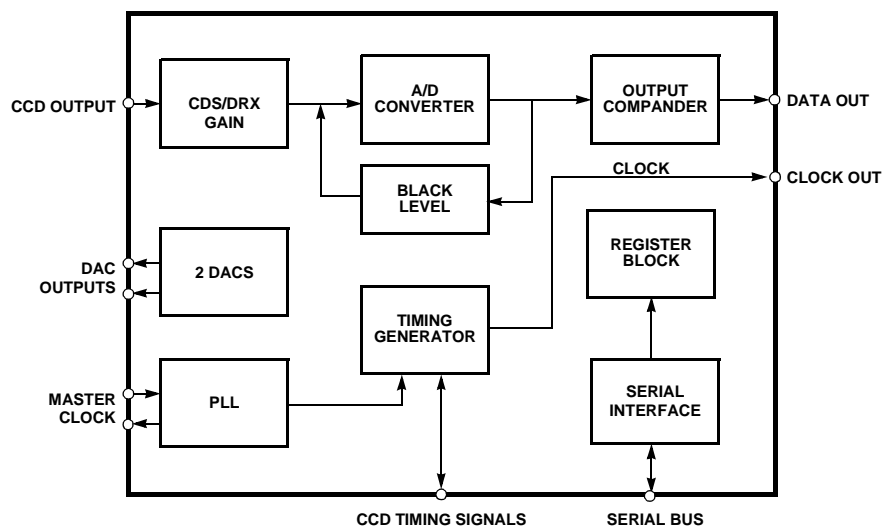 CCD OUTPUT
CDS/DRX
GAIN
A/D
CONVERTER
OUTPUT
COMPANDER
DATA OUT
CLOCK
CLOCK OUT
BLACK
LEVEL
REGISTER
BLOCK
DAC
OUTPUTS
2 DACS
TIMING
GENERATOR
MASTER
CLOCK
PLL
SERIAL
INTERFACE
CCD TIMING SIGNALS
SERIAL BUS